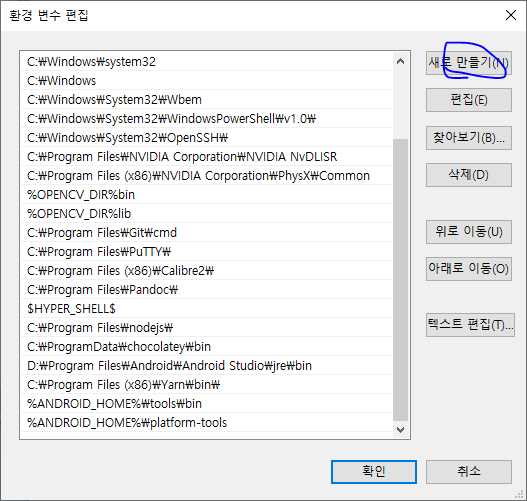 환경 변수 편집
C:₩Windows₩system32
C:₩Windows
C:₩Windows₩System32₩Wbem
C:₩Windows₩System32₩WindowsPowerShell₩v1.0₩
C:₩Windows₩System32₩OpenSSH₩
C:₩Program Files₩NVIDIA Corporation₩NVIDIA NvDLISR
C:₩Program Files (x86)₩NVIDIA Corporation₩PhysX₩Common
%OPENCV_DIR%bin
%OPENCV_DIR%lib
C:₩Program Files₩Git₩cmd
C:₩Program Files₩PuTTY₩
C:₩Program Files (x86)₩Calibre2₩
C:₩Program Files₩Pandoc₩
$HYPER_SHELL$
C:₩Program Files₩nodejs₩
C:₩ProgramData₩chocolatey₩bin
D:₩Program Files₩Android₩Android Studio₩jre₩bin
C:₩Program Files (x86)₩Yarn₩bin₩
%ANDROID_HOME%₩tools₩bin
%ANDROID_HOME%₩platform-tools
새로 만들기(N)
편집(E)
찾아보기(B)...
삭제(D)
위로 이동(U)
아래로 이동(O)
텍스트 편집(T)...
확인
취소